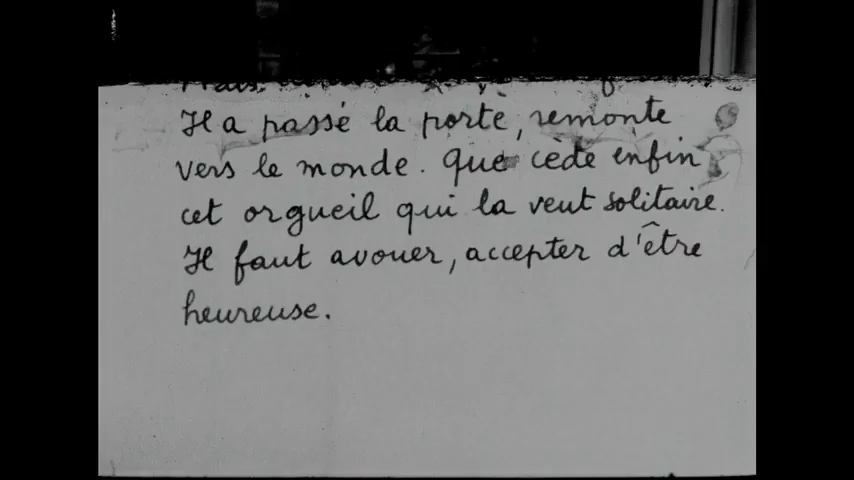 Il a passé la porte, remonte
vers le monde. Que cède enfin
cet orgueil qui la veut solitaire.
Il faut avouer, accepter d'être
heureuse.